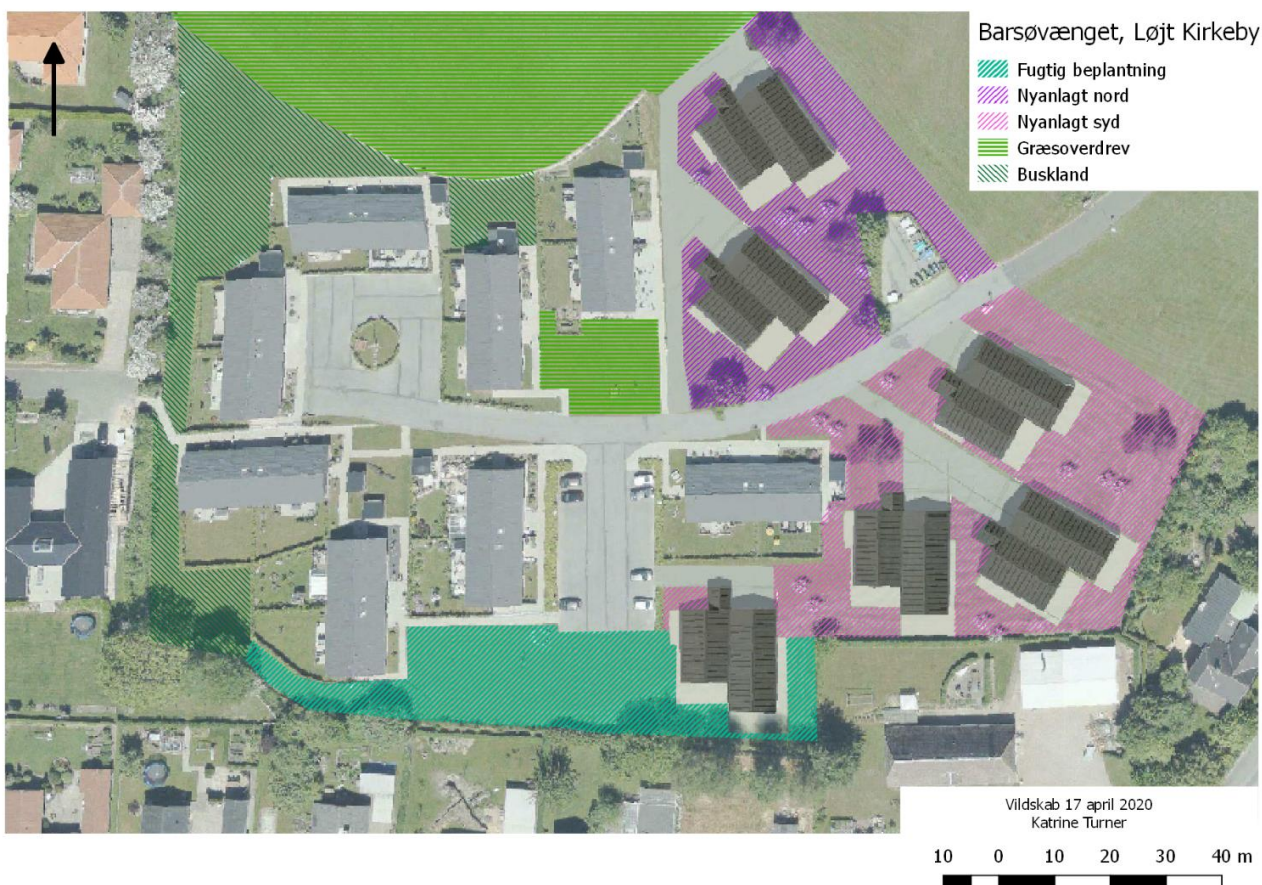 Barsøvænget, Løjt Kirkeby
Fugtig beplantning
Nyanlagt nord
Nyanlagt syd
Græsoverdrev
Buskland
Vildskab 17 april 2020
Katrine Turner
10 0 10 20 30 40 m